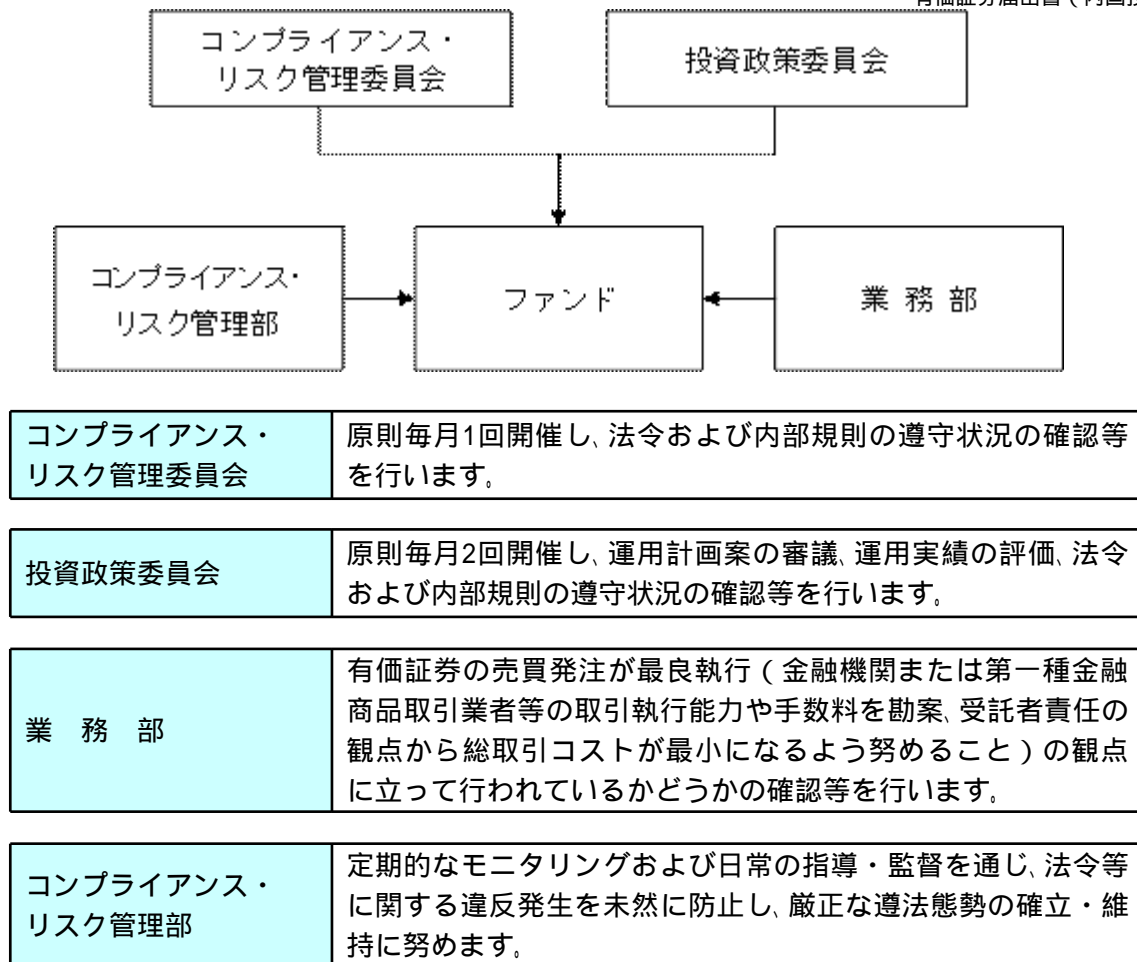 有価証券届出書（内国投
コンプライアンス・
リスク管理委員会
投資政策委員会
コンプライアンス・
リスク管理部
ファンド
業 務 部
コンプライアンス・
リスク管理委員会
原則毎月1回開催し、法令および内部規則の遵守状況の確認等
を行います。
投資政策委員会
原則毎月2回開催し、運用計画案の審議、運用実績の評価、法令
および内部規則の遵守状況の確認等を行います。
業　務　部
有価証券の売買発注が最良執行（金融機関または第一種金融
商品取引業者等の取引執行能力や手数料を勘案、受託者責任の
観点から総取引コストが最小になるよう努めること）の観点
に立って行われているかどうかの確認等を行います。
コンプライアンス・
リスク管理部
定期的なモニタリングおよび日常の指導・監督を通じ、法令等
に関する違反発生を未然に防止し、厳正な遵法態勢の確立・維
持に努めます。